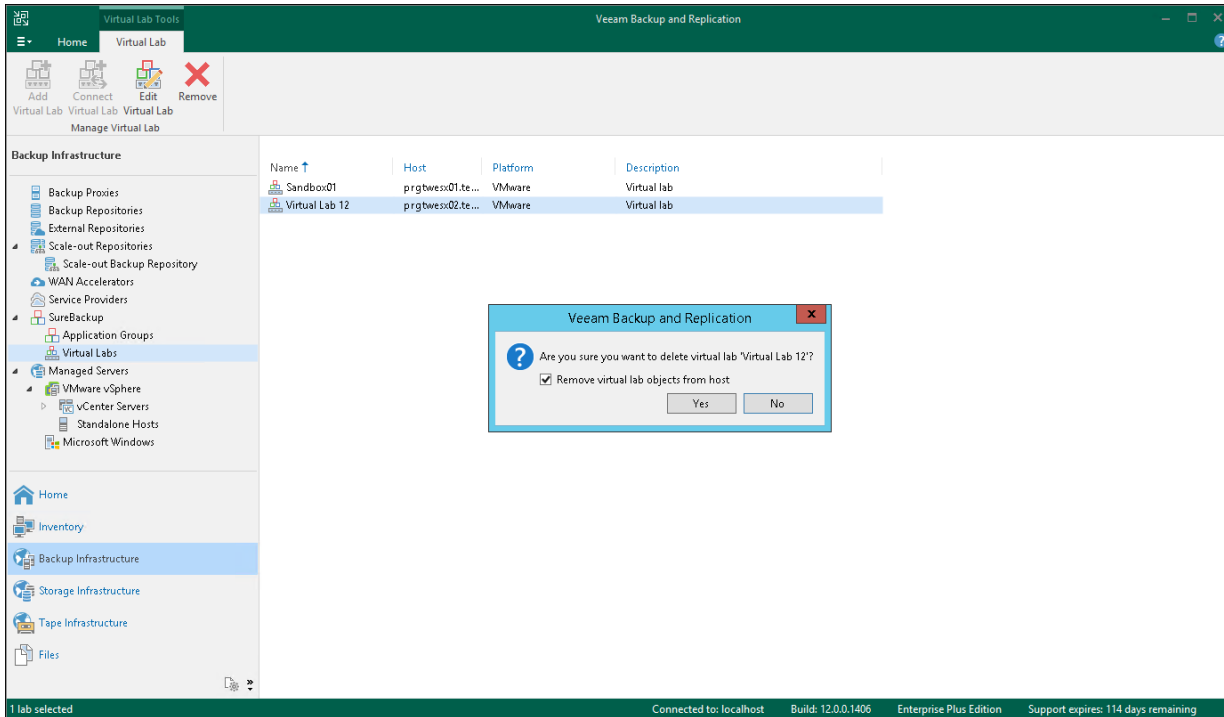 Virtual Lab Tools
Veeam Backup and Replication
Home Virtual Lab
Add Virtual Lab
Connect Virtual Lab
Edit Virtual Lab
Remove
Manage Virtual Lab
Backup Infrastructure
Backup Proxies
Backup Repositories
External Repositories
Scale-out Repositories
Scale-out Backup Repository
WAN Accelerators
Service Providers
SureBackup
Application Groups
Virtual Labs
Managed Servers
VMware vSphere
vCenter Servers
Standalone Hosts
Microsoft Windows
Home
Inventory
Backup Infrastructure
Storage Infrastructure
Tape Infrastructure
Files
Name Host Platform Description
Sandbox01 prgtwesx01.te... VMware Virtual lab
Virtual Lab 12 prgtwesx02.te... VMware Virtual lab
Veeam Backup and Replication
Are you sure you want to delete virtual lab 'Virtual Lab 12'?
Remove virtual lab objects from host
Yes No
1 lab selected Connected to: localhost Build: 12.0.0.1406 Enterprise Plus Edition Support expires: 114 days remaining